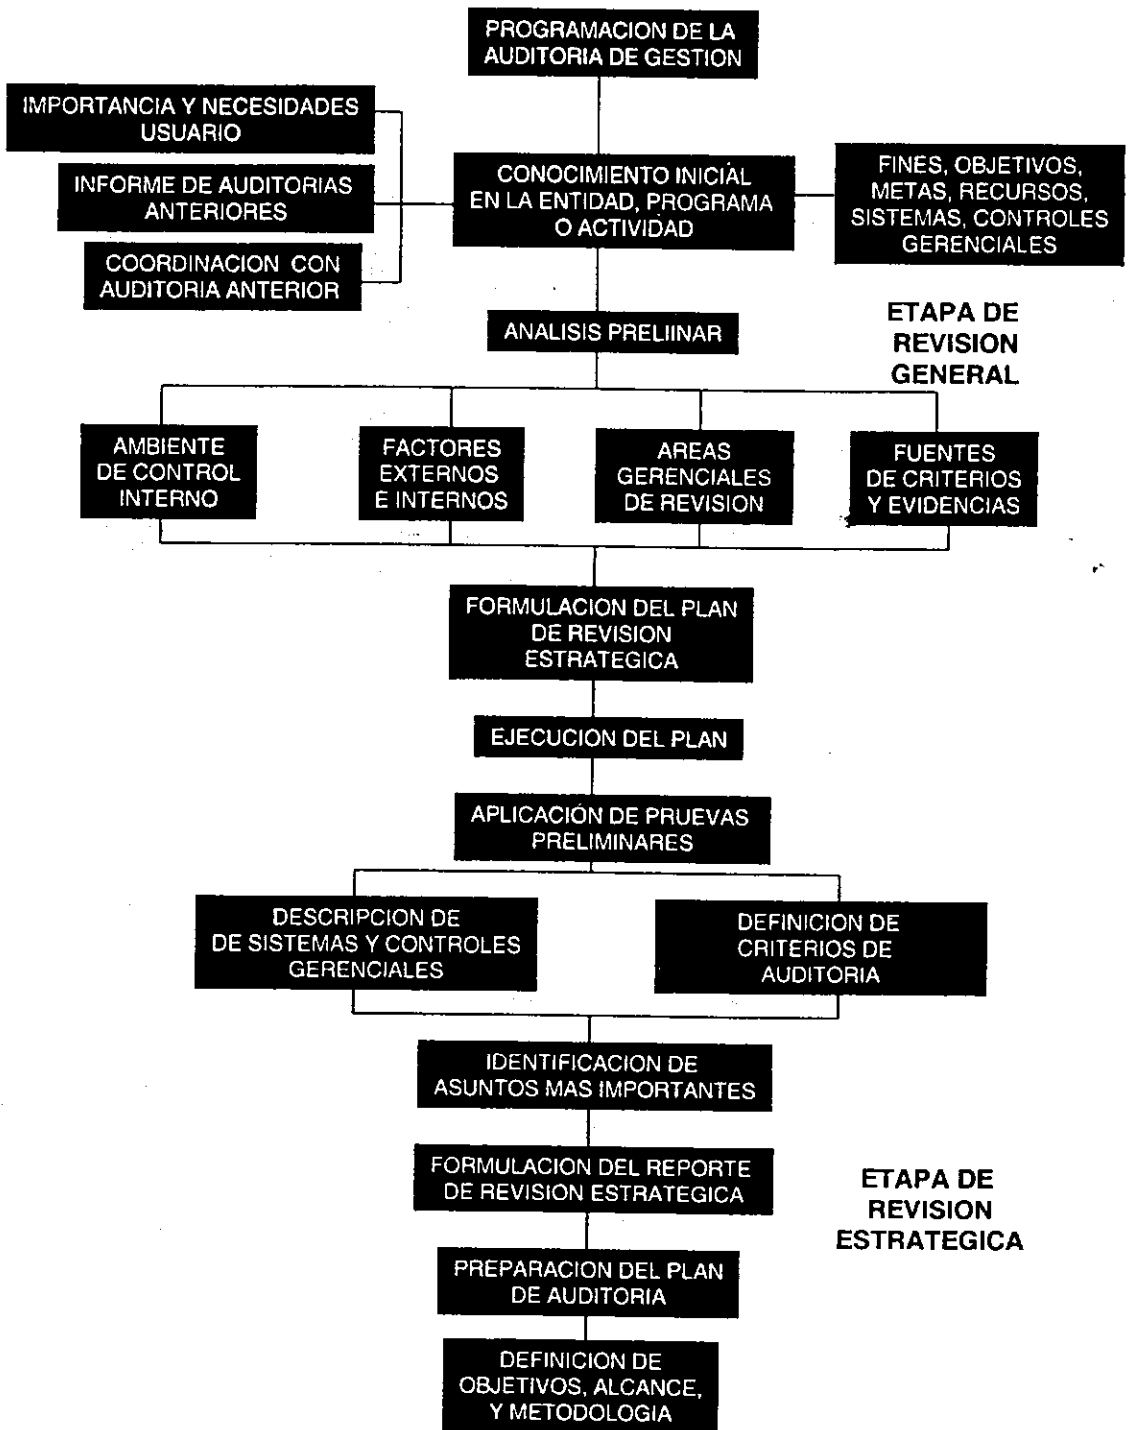 PROGRAMACION DE LA
AUDITORIA DE GESTION
IMPORTANCIA Y NECESIDADES
USUARIO
INFORME DE AUDITORIAS
ANTERIORES
COORDINACION CON
AUDITORIA ANTERIOR
CONOCIMIENTO INICIAL
EN LA ENTIDAD, PROGRAMA
O ACTIVIDAD
FINES, OBJETIVOS,
METAS, RECURSOS,
SISTEMAS, CONTROLES
GERENCIALES
ANALISIS PRELIINAR
ETAPA DE
REVISION
GENERAL
AMBIENTE
DE CONTROL
INTERNO
FACTORES
EXTERNOS
E INTERNOS
AREAS
GERENCIALES
DE REVISION
FUENTES
DE CRITERIOS
Y EVIDENCIAS
FORMULACION DEL PLAN
DE REVISION
ESTRATEGICA
EJECUCION DEL PLAN
APLICACIÓN DE PRUEVAS
PRELIMINARES
DESCRIPCION DE
DE SISTEMAS Y CONTROLES
GERENCIALES
DEFINICION DE
CRITERIOS DE
AUDITORIA
IDENTIFICACION DE
ASUNTOS MAS IMPORTANTES
FORMULACION DEL REPORTE
DE REVISION ESTRATEGICA
ETAPA DE
REVISION
ESTRATEGICA
PREPARACION DEL PLAN
DE AUDITORIA
DEFINICION DE
OBJETIVOS, ALCANCE,
Y METODOLOGIA